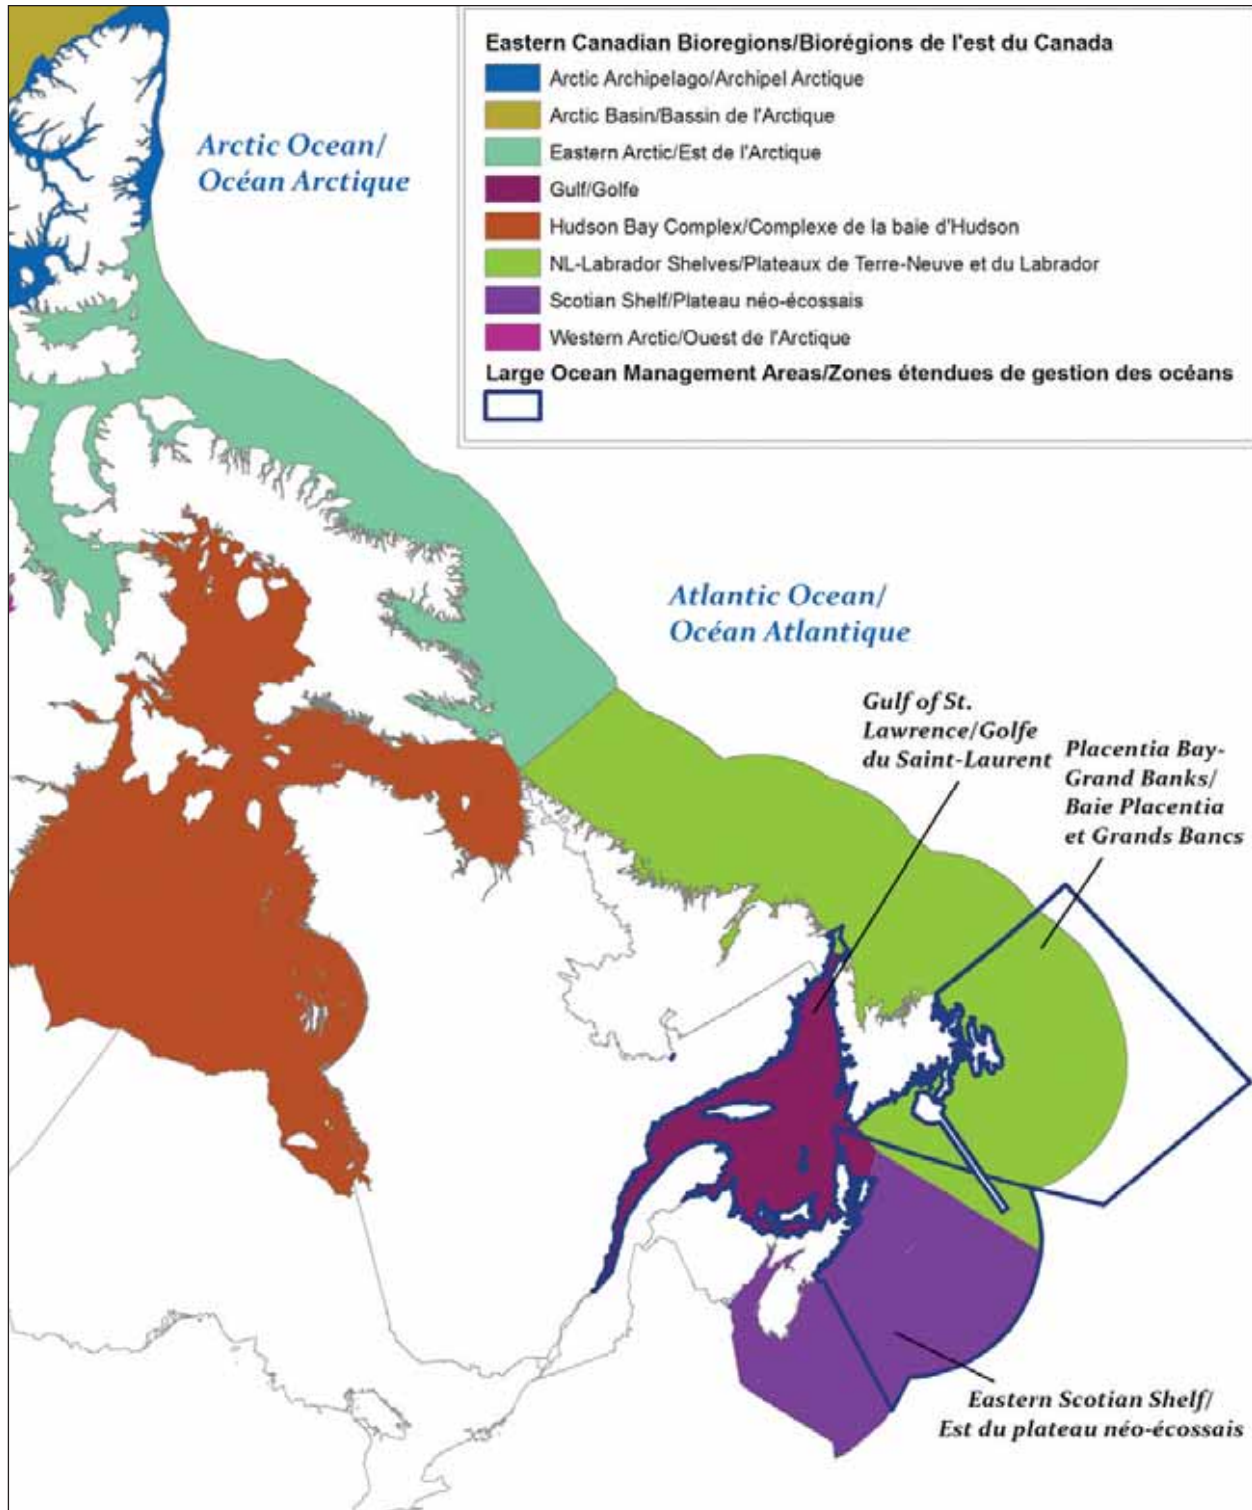 Eastern Canadian Bioregions/Biorégions de l'est du Canada
Arctic Archipelago/Archipel Arctique
Arctic Basin/Bassin de l'Arctique
Eastern Arctic/Est de l'Arctique
Gulf/Golfe
Hudson Bay Complex/Complexe de la baie d'Hudson
NL-Labrador Shelves/Plateaux de Terre-Neuve et du Labrador
Scotian Shelf/Plateau néo-écossais
Western Arctic/Ouest de l'Arctique
Large Ocean Management Areas/Zones étendues de gestion des océans
Arctic Ocean/
Océan Arctique
Atlantic Ocean/
Océan Atlantique
Gulf of St.
Lawrence/Golfe
du Saint-Laurent
Placentia Bay-
Grand Banks/
Baie Placentia
et Grands Bancs
Eastern Scotian Shelf/
Est du plateau néo-écossais